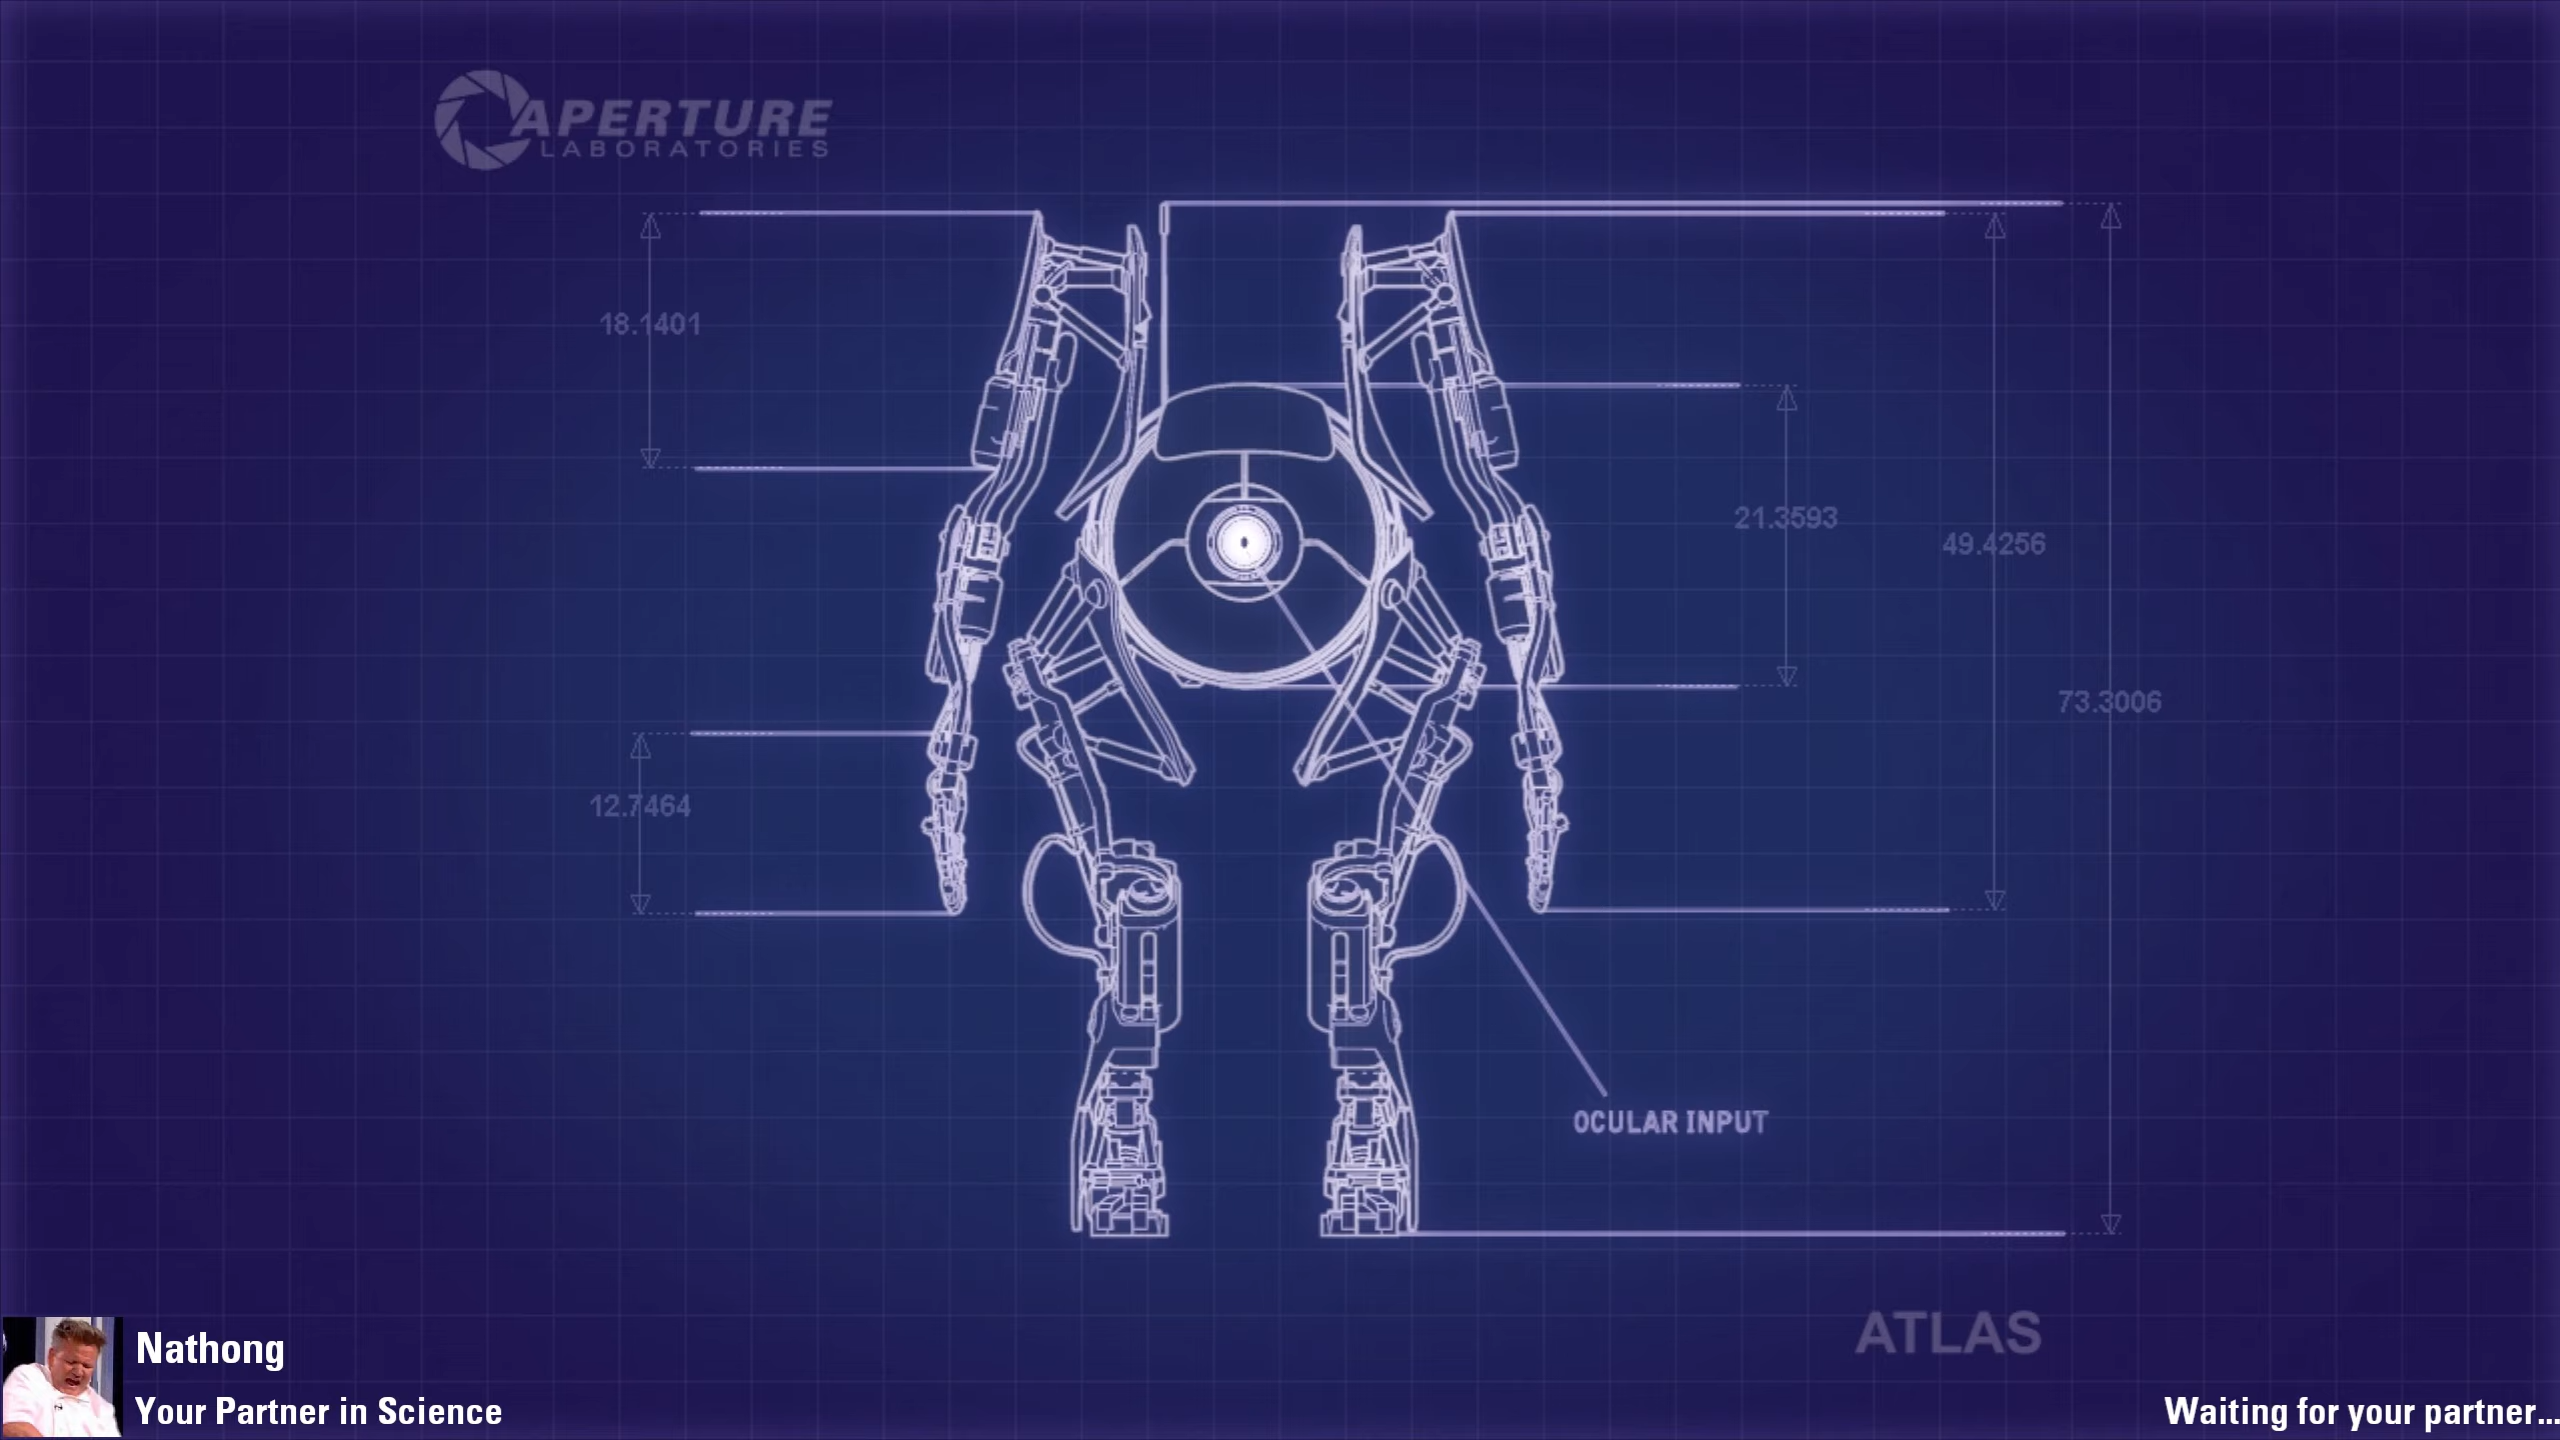 APERTURE
LABORATORIES
18.1401
21.3593
49.4256
73.3006
12.7464
OCULAR INPUT
ATLAS
Nathong
Your Partner in Science
Waiting for your partner...